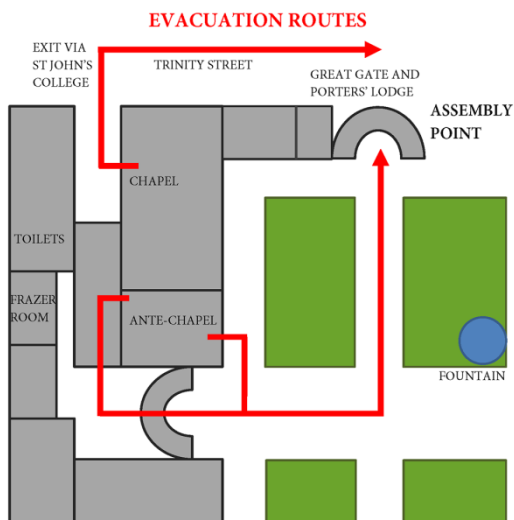 EVACUATION ROUTES
EXIT VIA
ST JOHN'S
COLLEGE
TRINITY STREET
GREAT GATE AND
PORTERS' LODGE
ASSEMBLY
POINT
CHAPEL
TOILETS
FRAZER
ROOM
ANTE-CHAPEL
FOUNTAIN